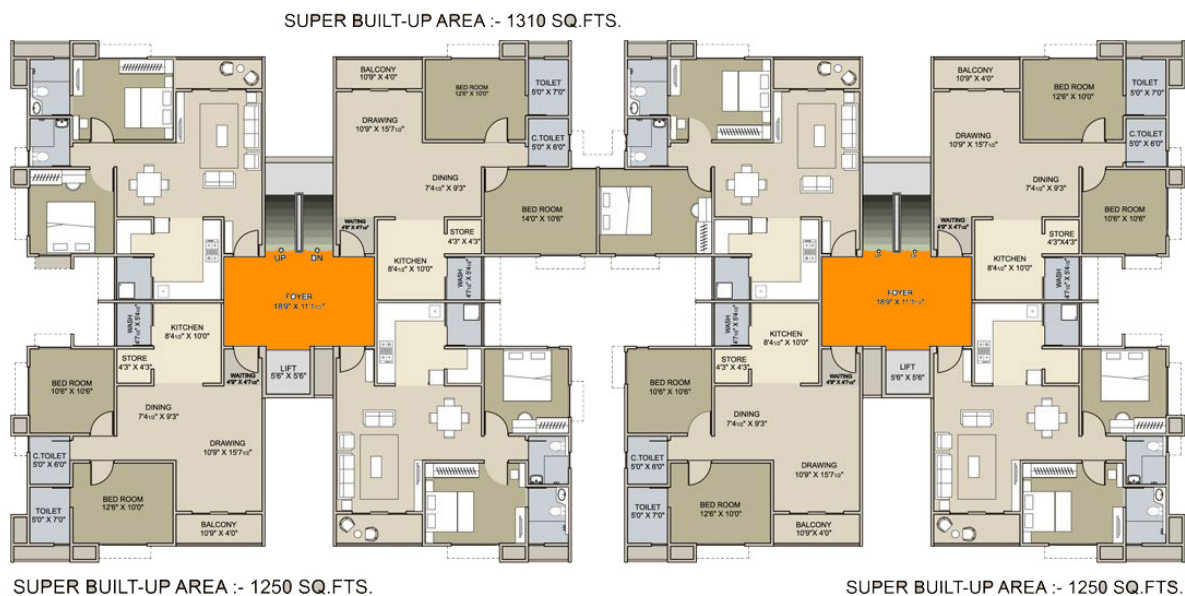 SUPER BUILT-UP AREA :- 1310 SQ.FTS.
BALCONY
10'9" X 4'0"
BED ROOM
12'6" X 10'0"
TOILET
5'0" X 7'0"
DRAWING
10'9" X 15'7½"
C.TOILET
5'0" X 6'0"
DINING
7'4½" X 9'3"
BED ROOM
14'0" X 10'6"
WAITING
4'9" X 4'7½"
STORE
4'3" X 4'3"
KITCHEN
8'4½" X 10'0"
WASH
4'7½" X 5'4½"
UP
DN
FOYER
18'9" X 11'1½"
BALCONY
10'9" X 4'0"
BED ROOM
12'6" X 10'0"
TOILET
5'0" X 7'0"
DRAWING
10'9" X 15'7½"
C.TOILET
5'0" X 6'0"
DINING
7'4½" X 9'3"
BED ROOM
10'6" X 10'6"
WAITING
4'9" X 4'7½"
STORE
4'3"X4'3"
KITCHEN
8'4½" X 10'0"
WASH
4'7½" X 5'4½"
FOYER
18'9" X 11'1½"
WASH
4'7½" X 5'4½"
KITCHEN
8'4½" X 10'0"
STORE
4'3" X 4'3"
WAITING
4'9" X 4'7½"
LIFT
5'6" X 5'6"
BED ROOM
10'6" X 10'6"
DINING
7'4½" X 9'3"
DRAWING
10'9" X 15'7½"
C.TOILET
5'0" X 6'0"
TOILET
5'0" X 7'0"
BED ROOM
12'6" X 10'0"
BALCONY
10'9" X 4'0"
WASH
4'7½" X 5'4½"
KITCHEN
8'4½" X 10'0"
STORE
4'3" X 4'3"
WAITING
4'9" X 4'7½"
LIFT
5'6" X 5'6"
BED ROOM
10'6" X 10'6"
DINING
7'4½" X 9'3"
DRAWING
10'9" X 15'7½"
C.TOILET
5'0" X 6'0"
TOILET
5'0" X 7'0"
BED ROOM
12'6" X 10'0"
BALCONY
10'9"X 4'0"
SUPER BUILT-UP AREA :- 1250 SQ.FTS.
SUPER BUILT-UP AREA :- 1250 SQ.FTS.